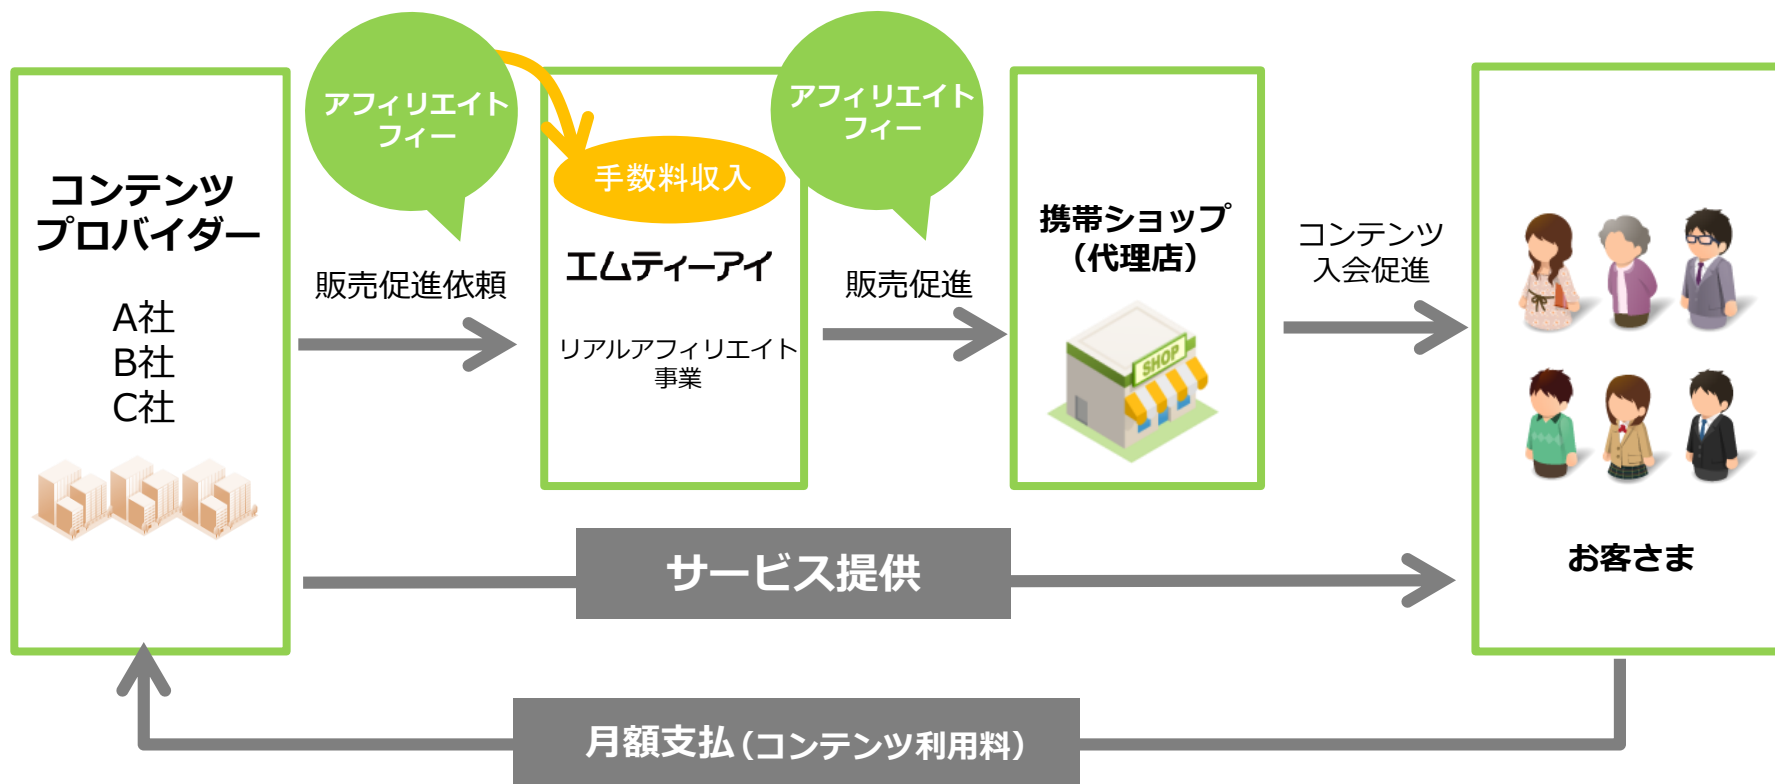 コンテンツ
プロバイダー
A社
B社
C社
アフィリエイト
フィー
販売促進依頼
手数料収入
エムティーアイ
リアルアフィリエイト
事業
アフィリエイト
フィー
販売促進
携帯ショップ
（代理店）
SHOP
コンテンツ
入会促進
お客さま
サービス提供
月額支払（コンテンツ利用料）